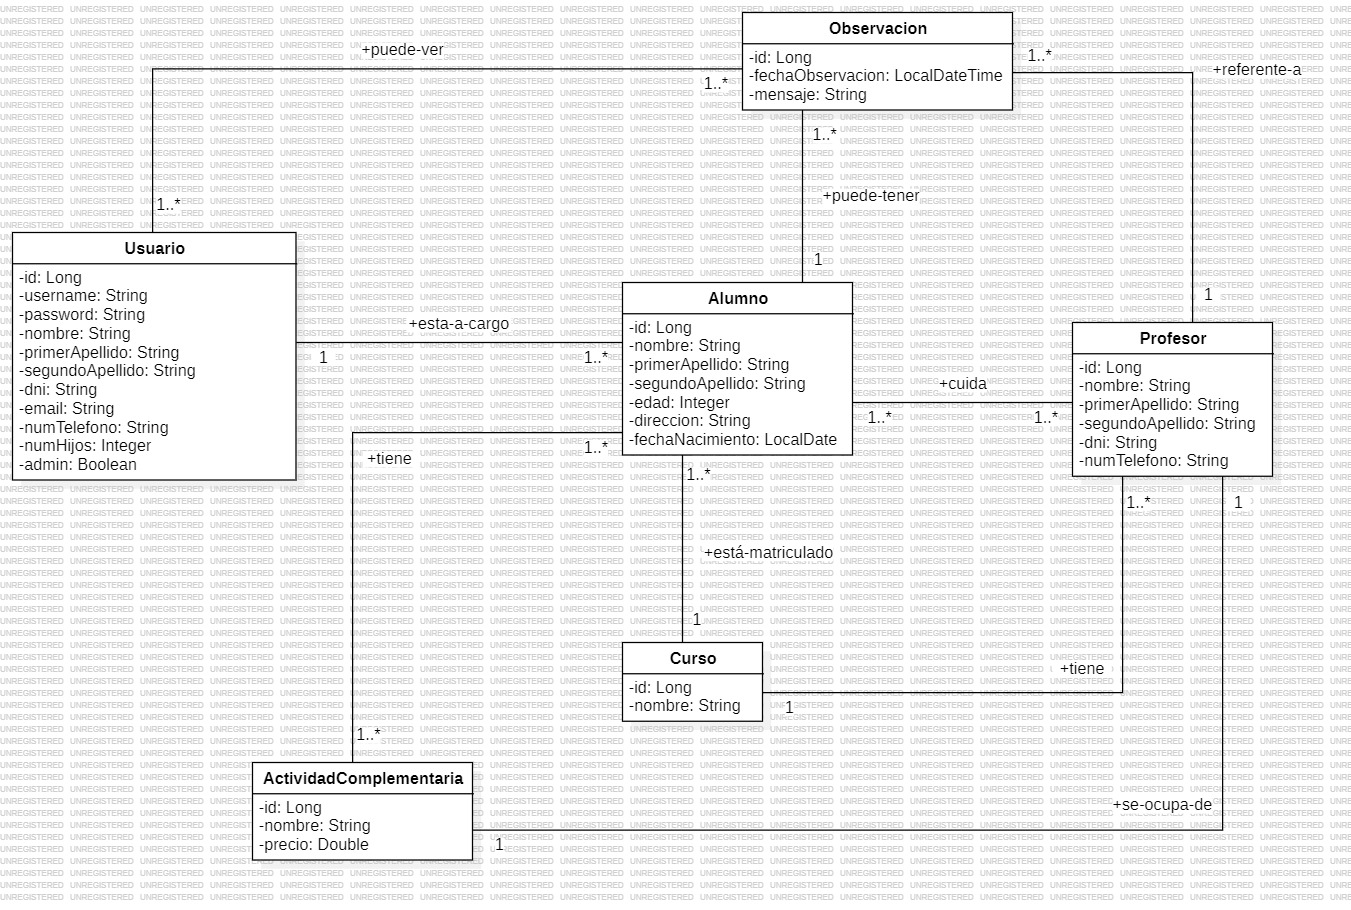 Observacion
-id: Long
-fechaObservacion: LocalDateTime
-mensaje: String
+puede-ver
1..*
1..*
+referente-a
1..*
1..*
+puede-tener
1
1
Usuario
-id: Long
-username: String
-password: String
-nombre: String
-primerApellido: String
-segundoApellido: String
-dni: String
-email: String
-numTelefono: String
-numHijos: Integer
-admin: Boolean
+esta-a-cargo
1
1..*
Alumno
-id: Long
-nombre: String
-primerApellido: String
-segundoApellido: String
-edad: Integer
-direccion: String
-fechaNacimiento: LocalDate
+cuida
1..*
1..*
Profesor
-id: Long
-nombre: String
-primerApellido: String
-segundoApellido: String
-dni: String
-numTelefono: String
+tiene
1..*
1..*
1..*
1
+está-matriculado
1
Curso
-id: Long
-nombre: String
+tiene
1
1..*
ActividadComplementaria
-id: Long
-nombre: String
-precio: Double
+se-ocupa-de
1
UNREGISTERED